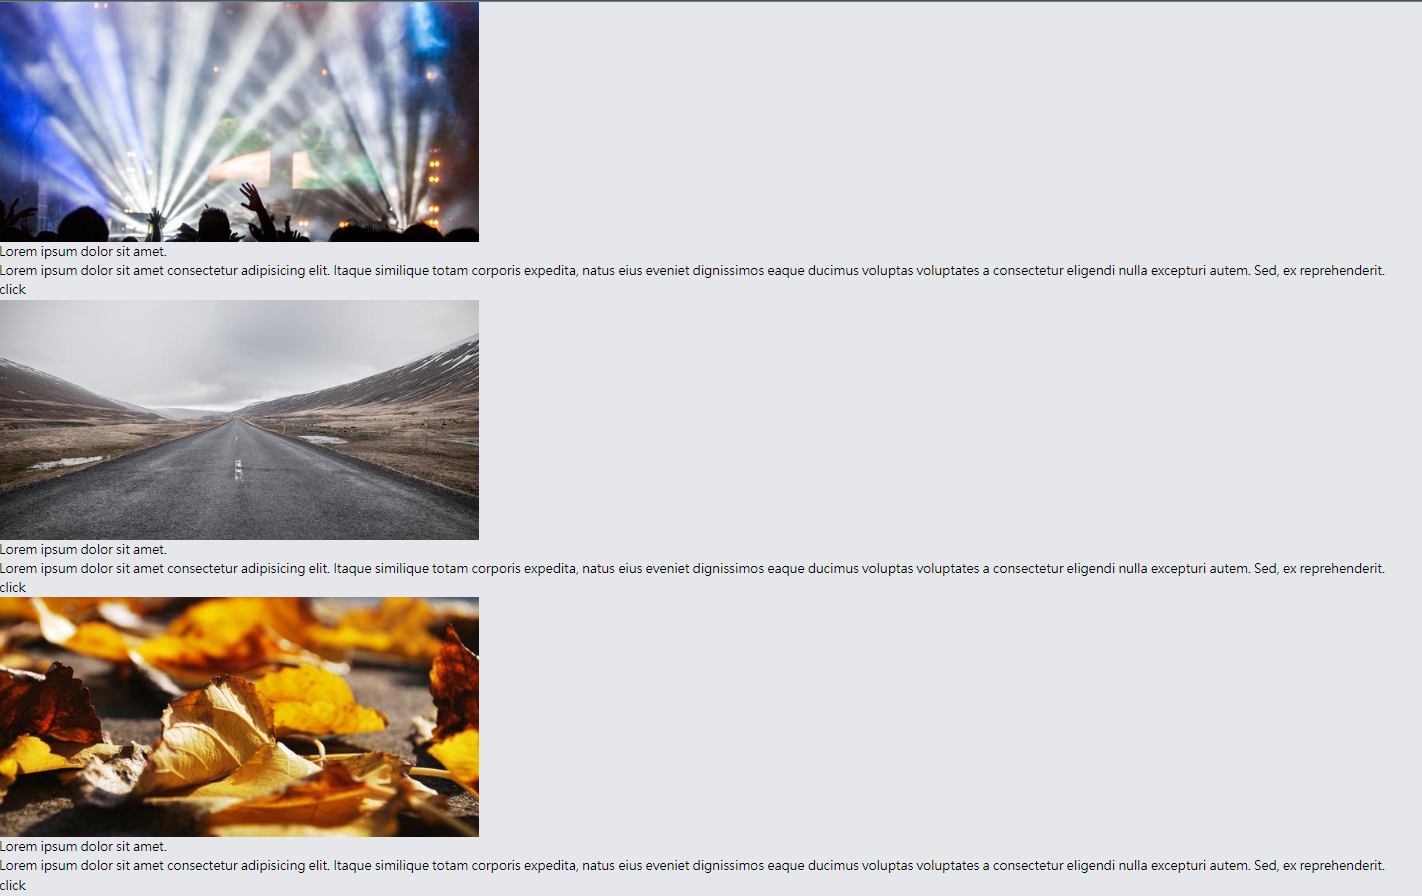 Lorem ipsum dolor sit amet.
Lorem ipsum dolor sit amet consectetur adipisicing elit. Itaque similique totam corporis expedita, natus eius eveniet dignissimos eaque ducimus voluptas voluptates a consectetur eligendi nulla excepturi autem. Sed, ex reprehenderit.
click
Lorem ipsum dolor sit amet.
Lorem ipsum dolor sit amet consectetur adipisicing elit. Itaque similique totam corporis expedita, natus eius eveniet dignissimos eaque ducimus voluptas voluptates a consectetur eligendi nulla excepturi autem. Sed, ex reprehenderit.
click
Lorem ipsum dolor sit amet.
Lorem ipsum dolor sit amet consectetur adipisicing elit. Itaque similique totam corporis expedita, natus eius eveniet dignissimos eaque ducimus voluptas voluptates a consectetur eligendi nulla excepturi autem. Sed, ex reprehenderit.
click